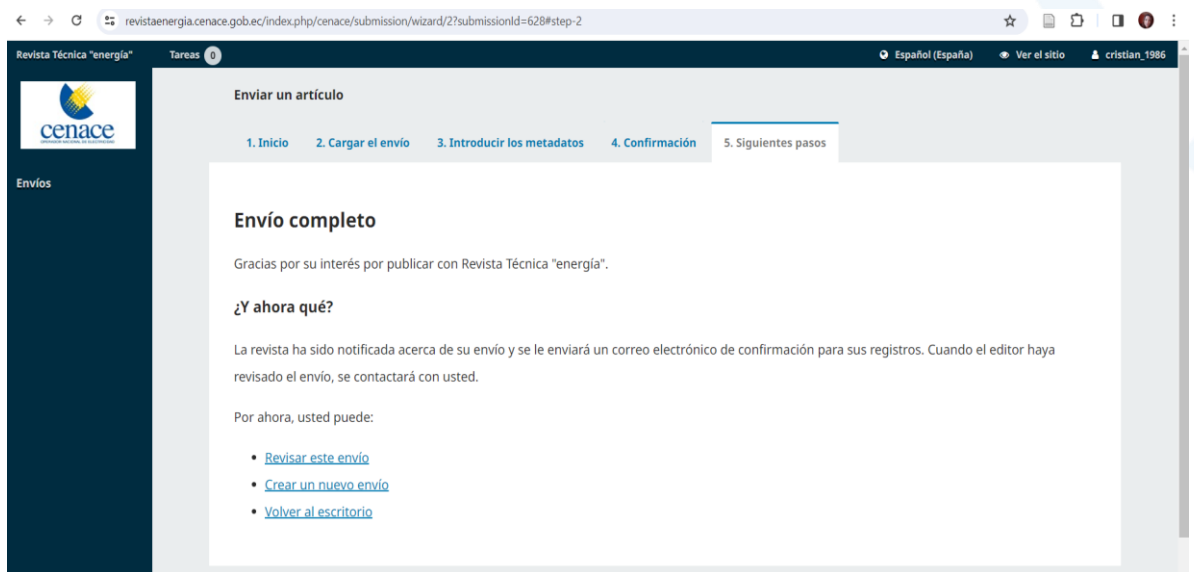 revistaenergia.cenace.gob.ec/index.php/cenace/submission/wizard/2?submissionId=628#step-2
Revista Técnica "energía"
Tareas 0
Español (España)
Ver el sitio
cristian_1986
cenace
Enviar un artículo
1. Inicio
2. Cargar el envío
3. Introducir los metadatos
4. Confirmación
5. Siguientes pasos
Envíos
Envío completo
Gracias por su interés por publicar con Revista Técnica "energía".
¿Y ahora qué?
La revista ha sido notificada acerca de su envío y se le enviará un correo electrónico de confirmación para sus registros. Cuando el editor haya
revisado el envío, se contactará con usted.
Por ahora, usted puede:
Revisar este envío
Crear un nuevo envío
Volver al escritorio